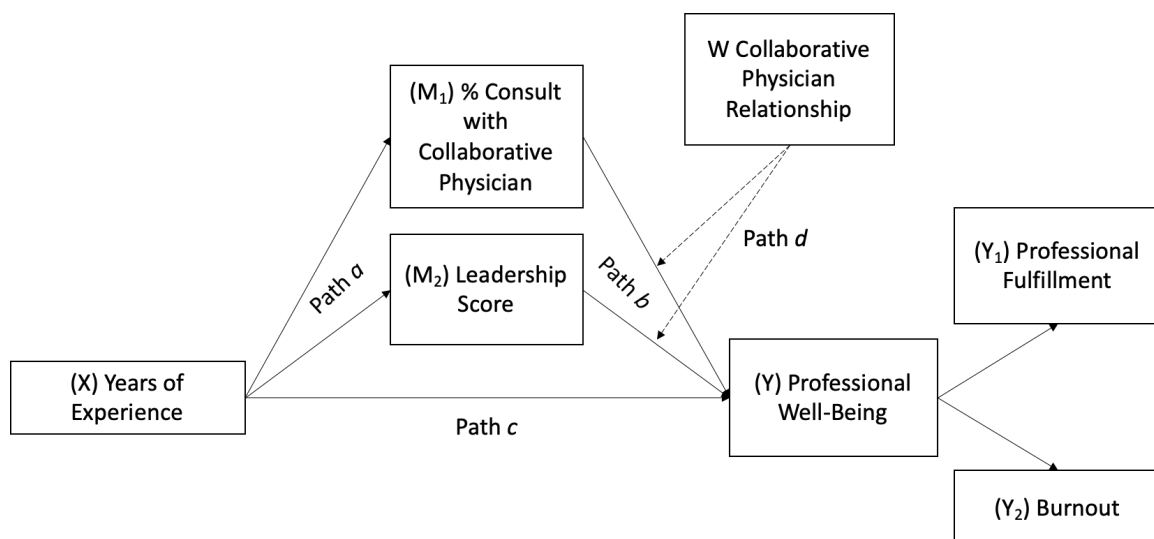 W Collaborative
Physician
Relationship
(M₁) % Consult
with
Collaborative
Physician
Path d
(Y₁) Professional
Fulfillment
Path a
(M₂) Leadership
Score
Path b
(X) Years of
Experience
(Y) Professional
Well-Being
Path c
(Y₂) Burnout